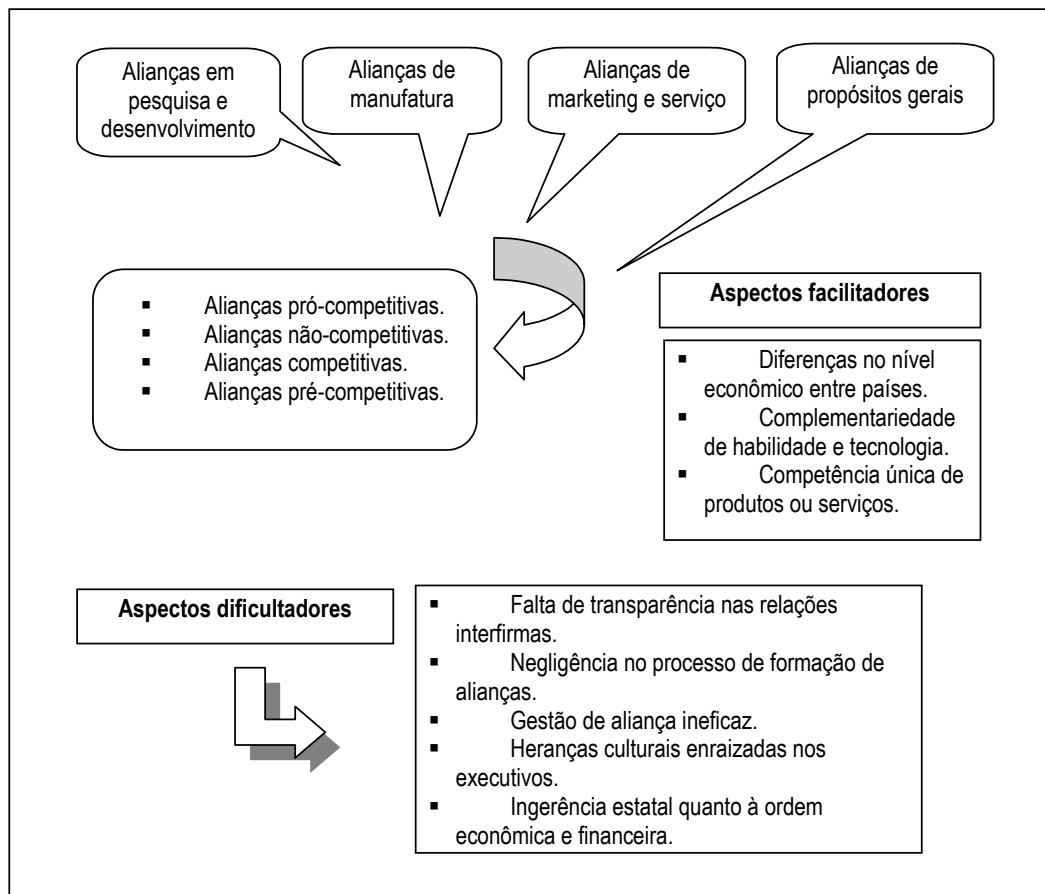 Alianças em
pesquisa e
desenvolvimento
Alianças de
manufatura
Alianças de
marketing e serviço
Alianças de
propósitos gerais
▪ Alianças pró-competitivas.
▪ Alianças não-competitivas.
▪ Alianças competitivas.
▪ Alianças pré-competitivas.
Aspectos facilitadores
▪ Diferenças no nível
econômico entre países.
▪ Complementariedade
de habilidade e tecnologia.
▪ Competência única de
produtos ou serviços.
Aspectos dificultadores
▪ Falta de transparência nas relações
interfirmas.
▪ Negligência no processo de formação de
alianças.
▪ Gestão de aliança ineficaz.
▪ Heranças culturais enraizadas nos
executivos.
▪ Ingerência estatal quanto à ordem
econômica e financeira.